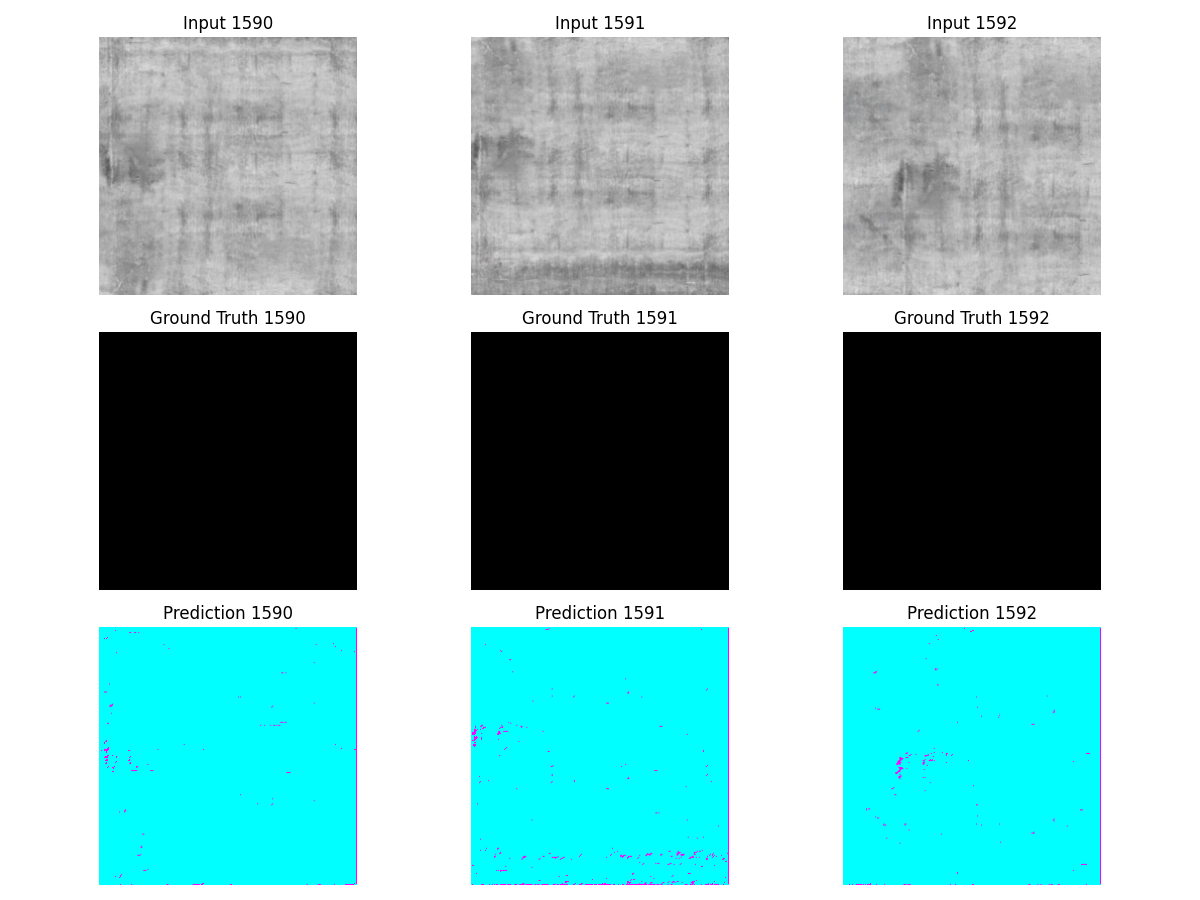 Input 1590
Input 1591
Input 1592
Ground Truth 1590
Ground Truth 1591
Ground Truth 1592
Prediction 1590
Prediction 1591
Prediction 1592